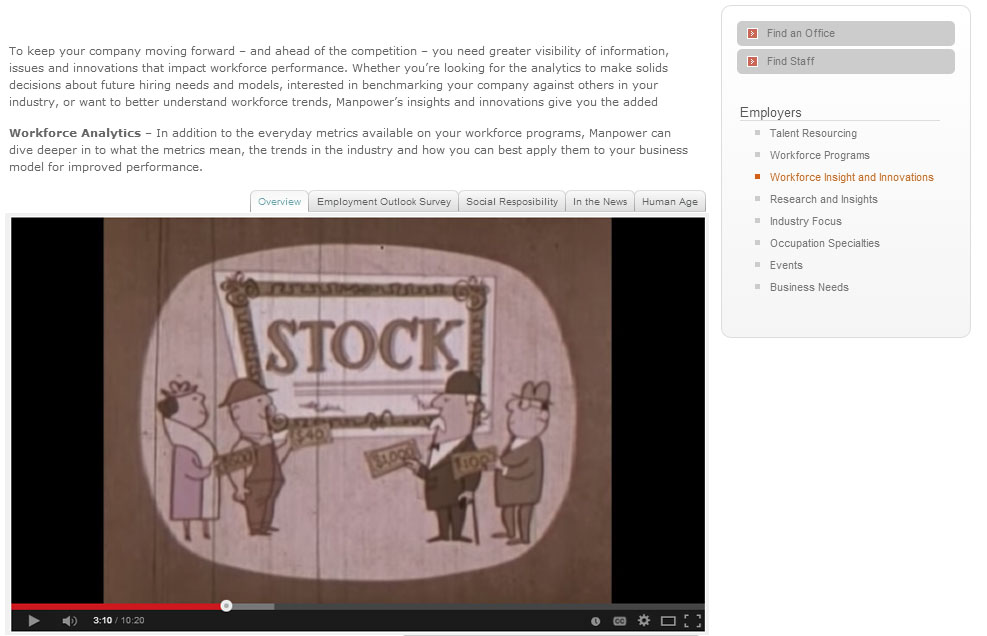 To keep your company moving forward – and ahead of the competition – you need greater visibility of information,
issues and innovations that impact workforce performance. Whether you're looking for the analytics to make solids
decisions about future hiring needs and models, interested in benchmarking your company against others in your
industry, or want to better understand workforce trends, Manpower's insights and innovations give you the added
Workforce Analytics – In addition to the everyday metrics available on your workforce programs, Manpower can
dive deeper in to what the metrics mean, the trends in the industry and how you can best apply them to your business
model for improved performance.
Overview
Employment Outlook Survey
Social Resposibility
In the News
Human Age
STOCK
$40
$1,000
$100
3:10 / 10:20
CC
Find an Office
Find Staff
Employers
Talent Resourcing
Workforce Programs
Workforce Insight and Innovations
Research and Insights
Industry Focus
Occupation Specialties
Events
Business Needs